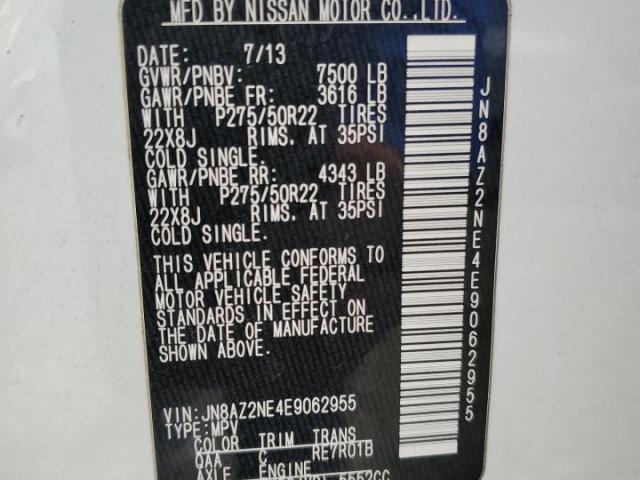 MFD BY NISSAN MOTOR CO.,LTD.
DATE: 7/13
GVWR/PNBV: 7500 LB
GAWR/PNBE FR: 3616 LB
WITH P275/50R22 TIRES
22X8J RIMS. AT 35PSI
COLD SINGLE.
GAWR/PNBE RR: 4343 LB
WITH P275/50R22 TIRES
22X8J RIMS. AT 35PSI
COLD SINGLE.
THIS VEHICLE CONFORMS TO
ALL APPLICABLE FEDERAL
MOTOR VEHICLE SAFETY
STANDARDS IN EFFECT ON
THE DATE OF MANUFACTURE
SHOWN ABOVE.
VIN: JN8AZ2NE4E9062955
TYPE: MPV
COLOR TRIM TRANS
QAA C RE7R01B
AXLE ENGINE
5552CC
JN8AZ2NE4E9062955